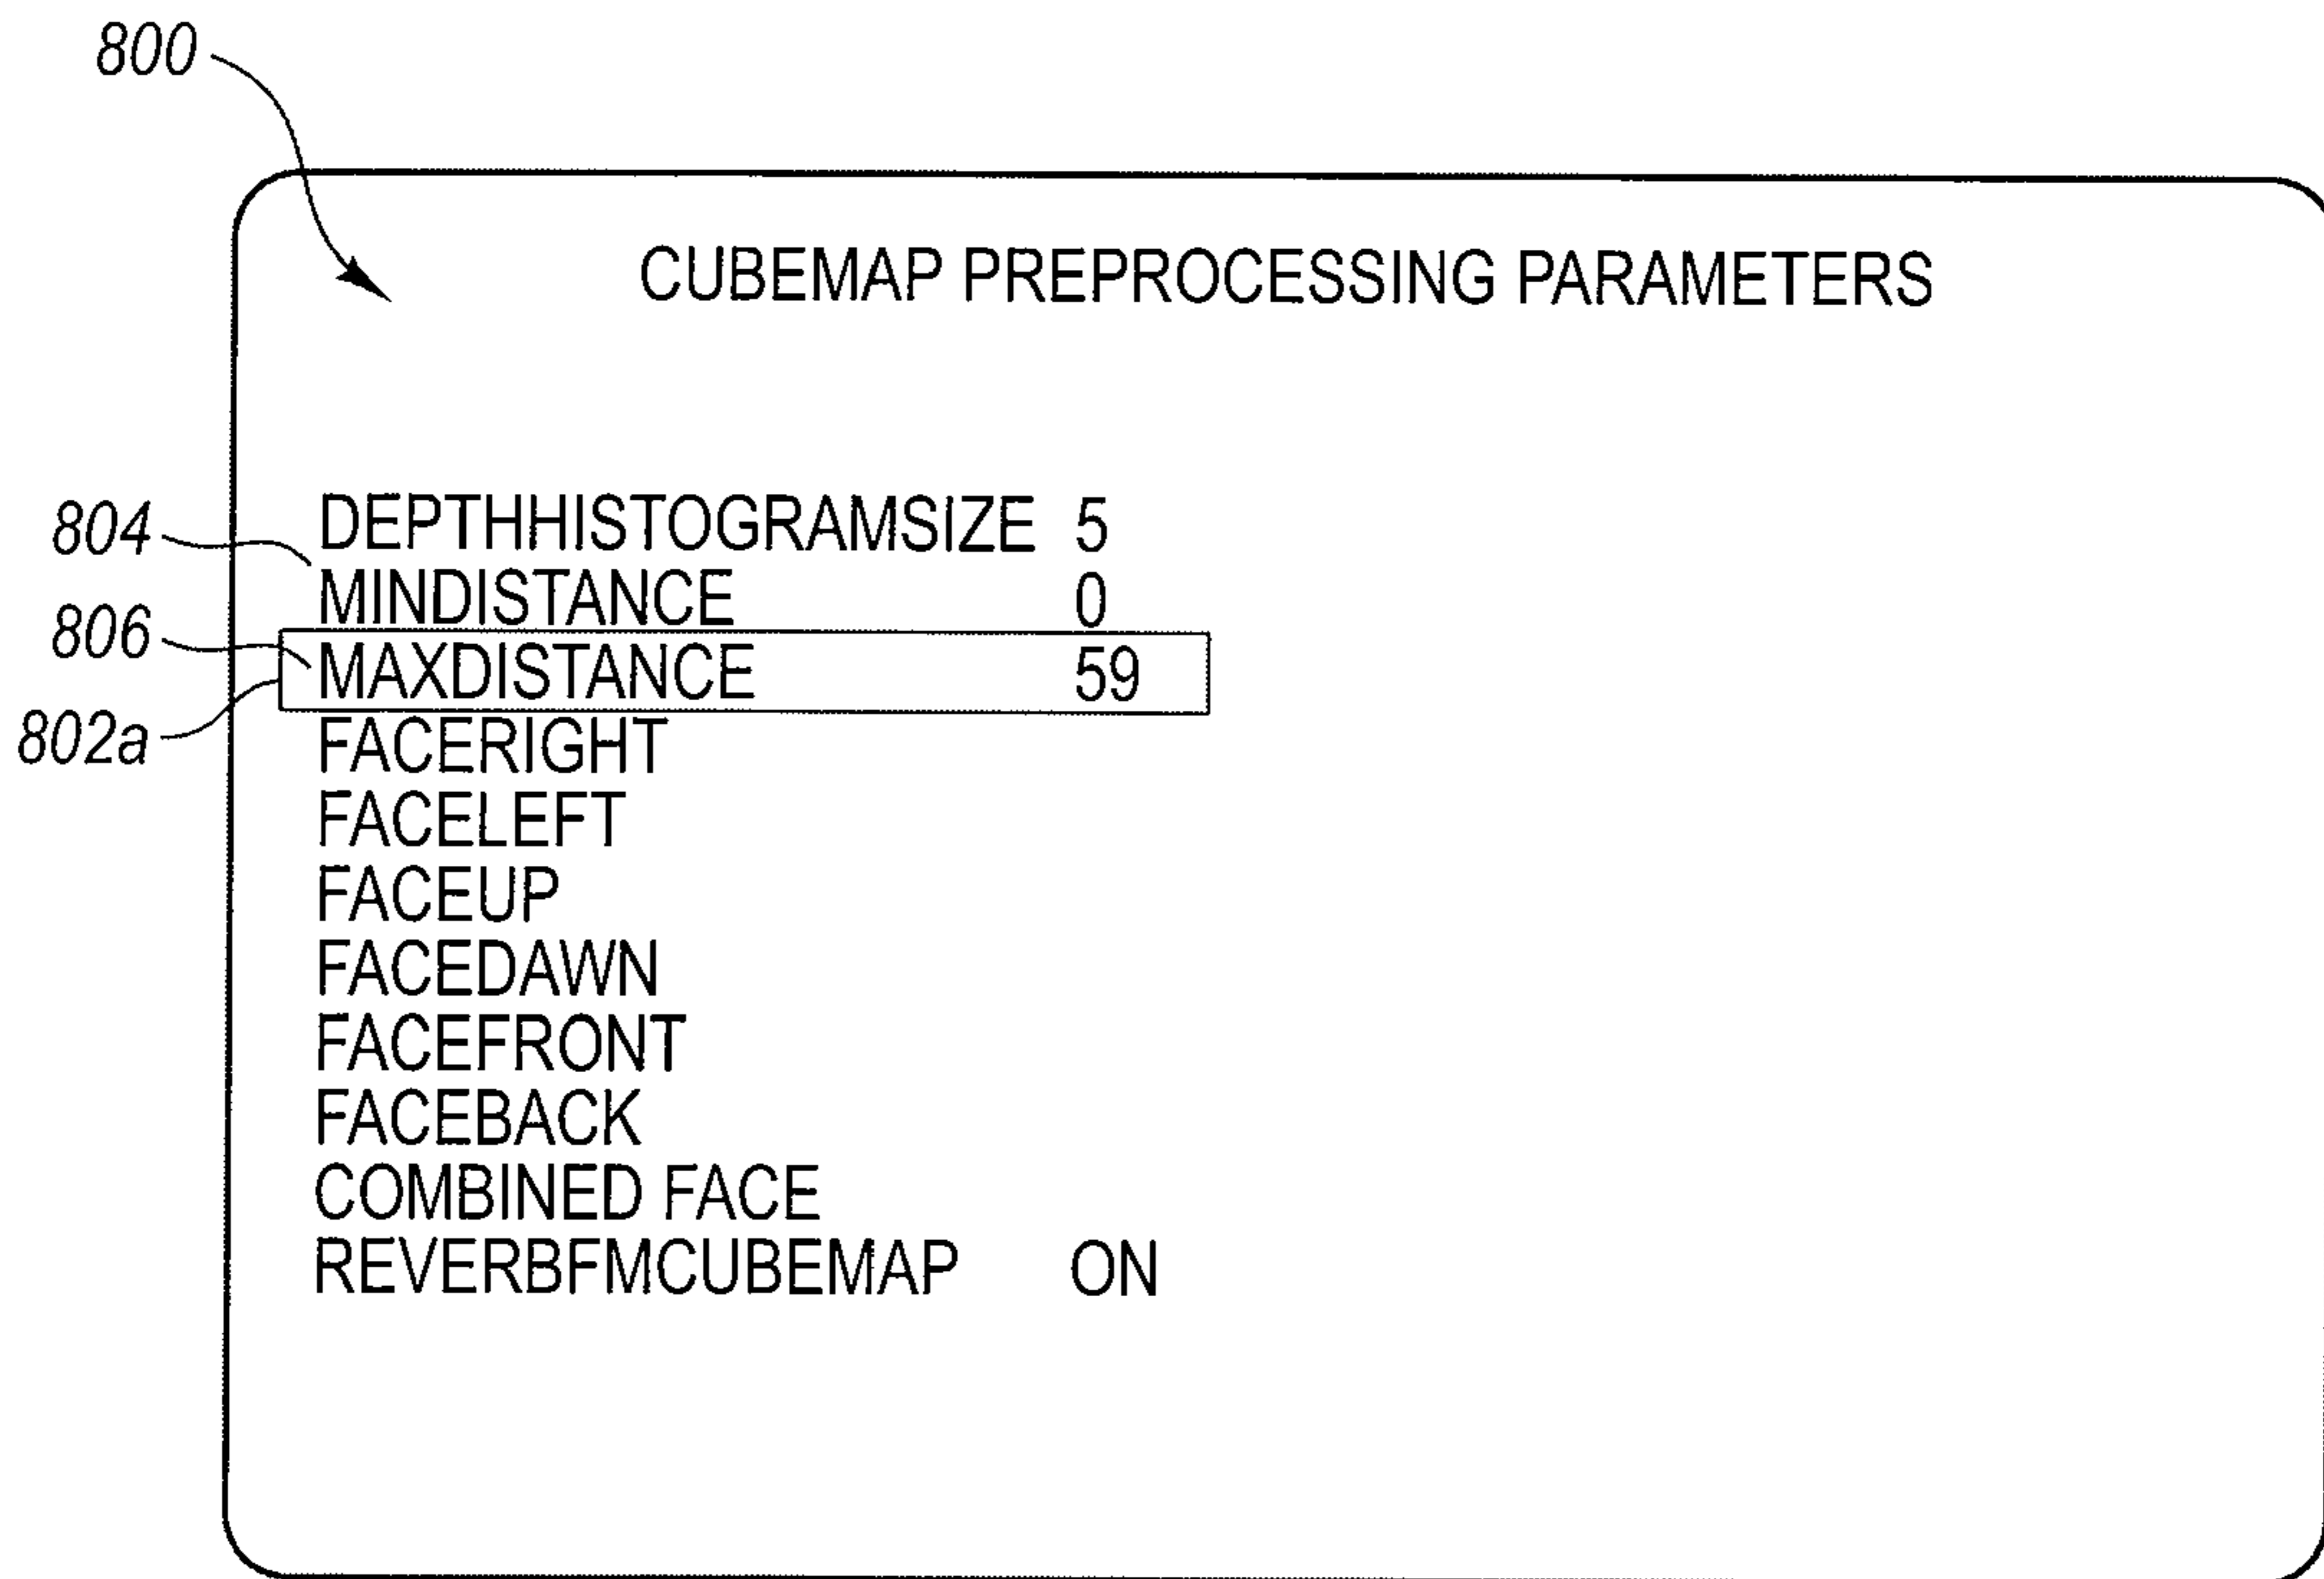 800
CUBEMAP PREPROCESSING PARAMETERS
804
DEPTHHISTOGRAMSIZE 5
MINDISTANCE 0
806
MAXDISTANCE 59
802a
FACERIGHT
FACELEFT
FACEUP
FACEDAWN
FACEFRONT
FACEBACK
COMBINED FACE
REVERBFMCUBEMAP ON